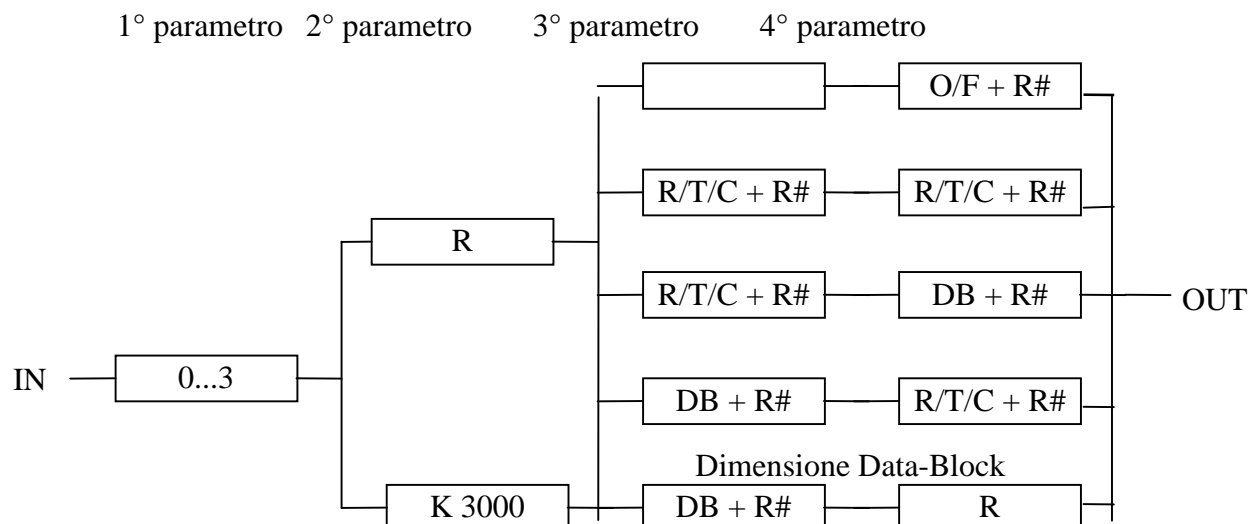 1° parametro 2° parametro 3° parametro 4° parametro
O/F + R#
R/T/C + R# R/T/C + R#
R
R/T/C + R# DB + R#
OUT
IN 0...3
DB + R# R/T/C + R#
Dimensione Data-Block
K 3000 DB + R# R